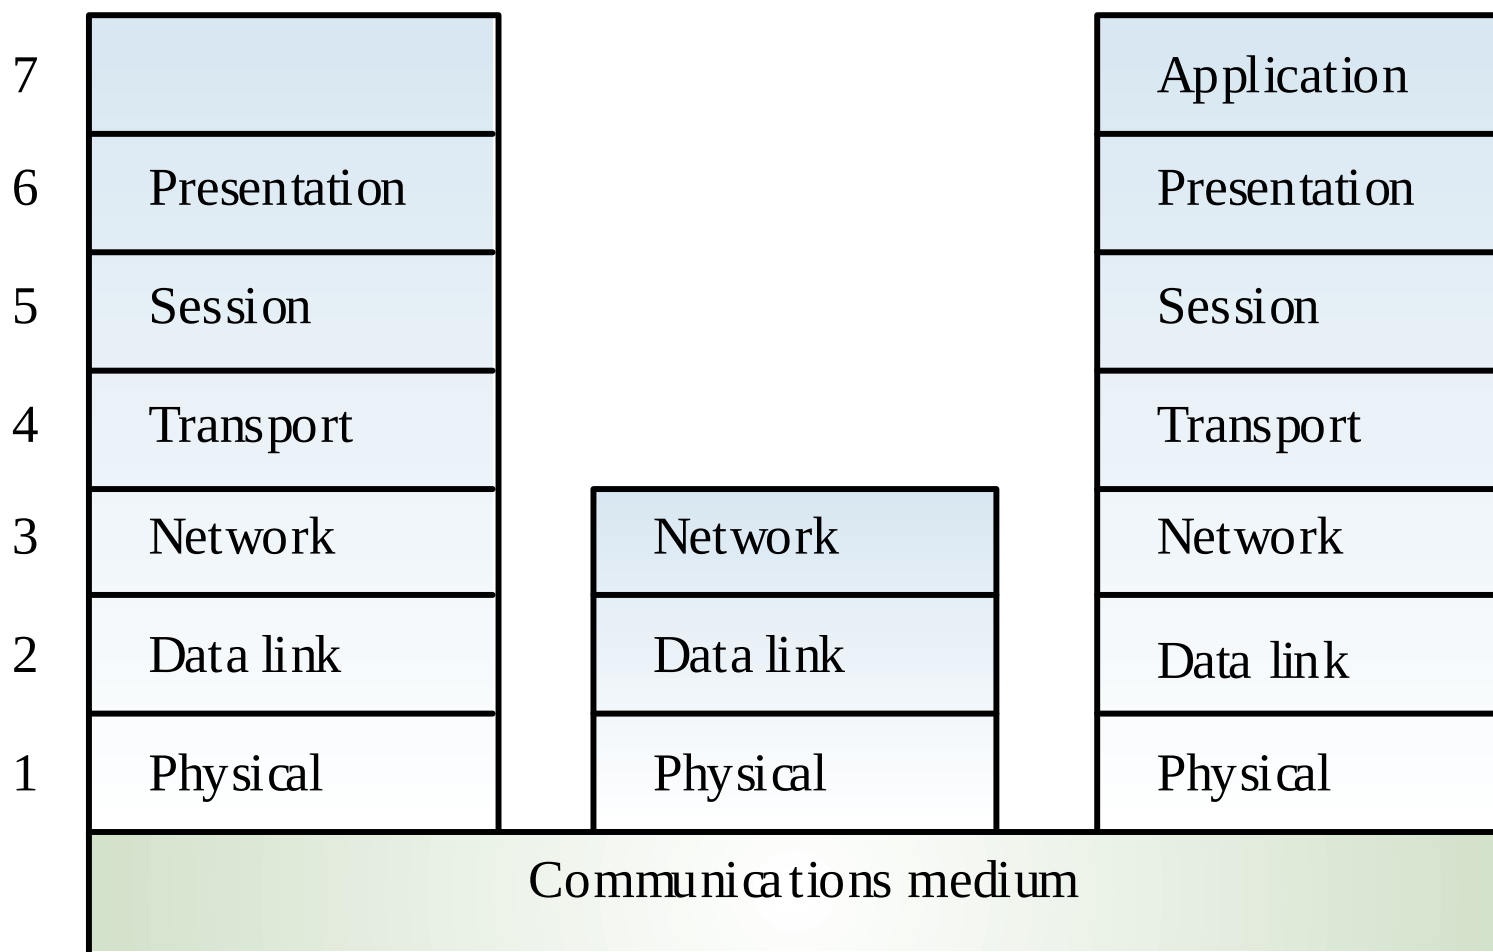 7 Application
6 Presentation Presentation
5 Session Session
4 Transport Transport
3 Network Network Network
2 Data link Data link Data link
1 Physical Physical Physical
Communications medium